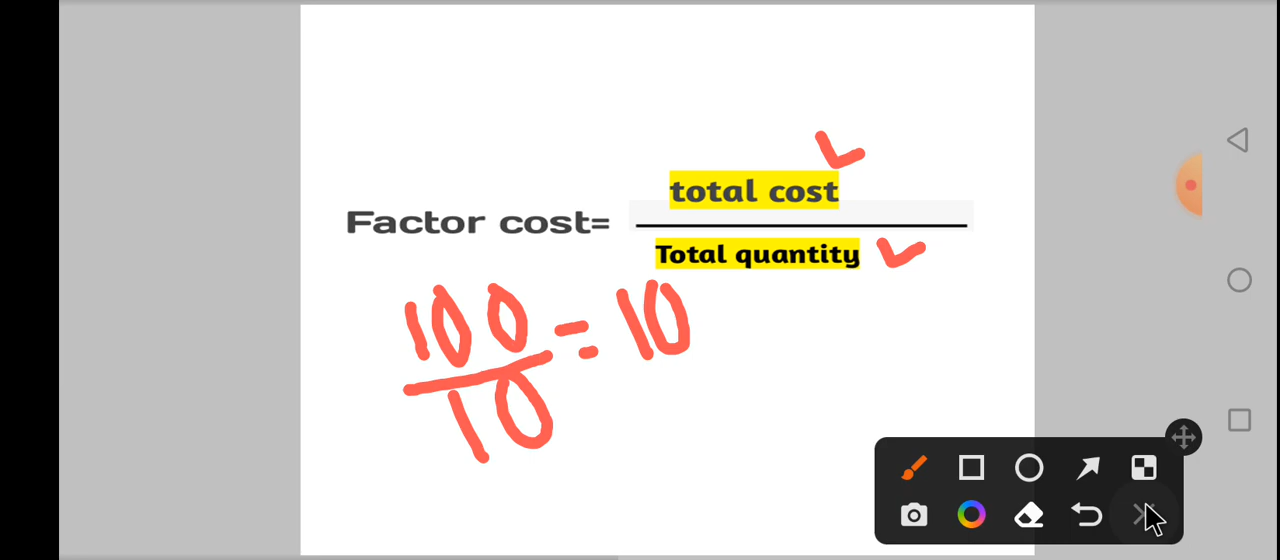 total cost
Factor cost=
Total quantity
100
= 10
10